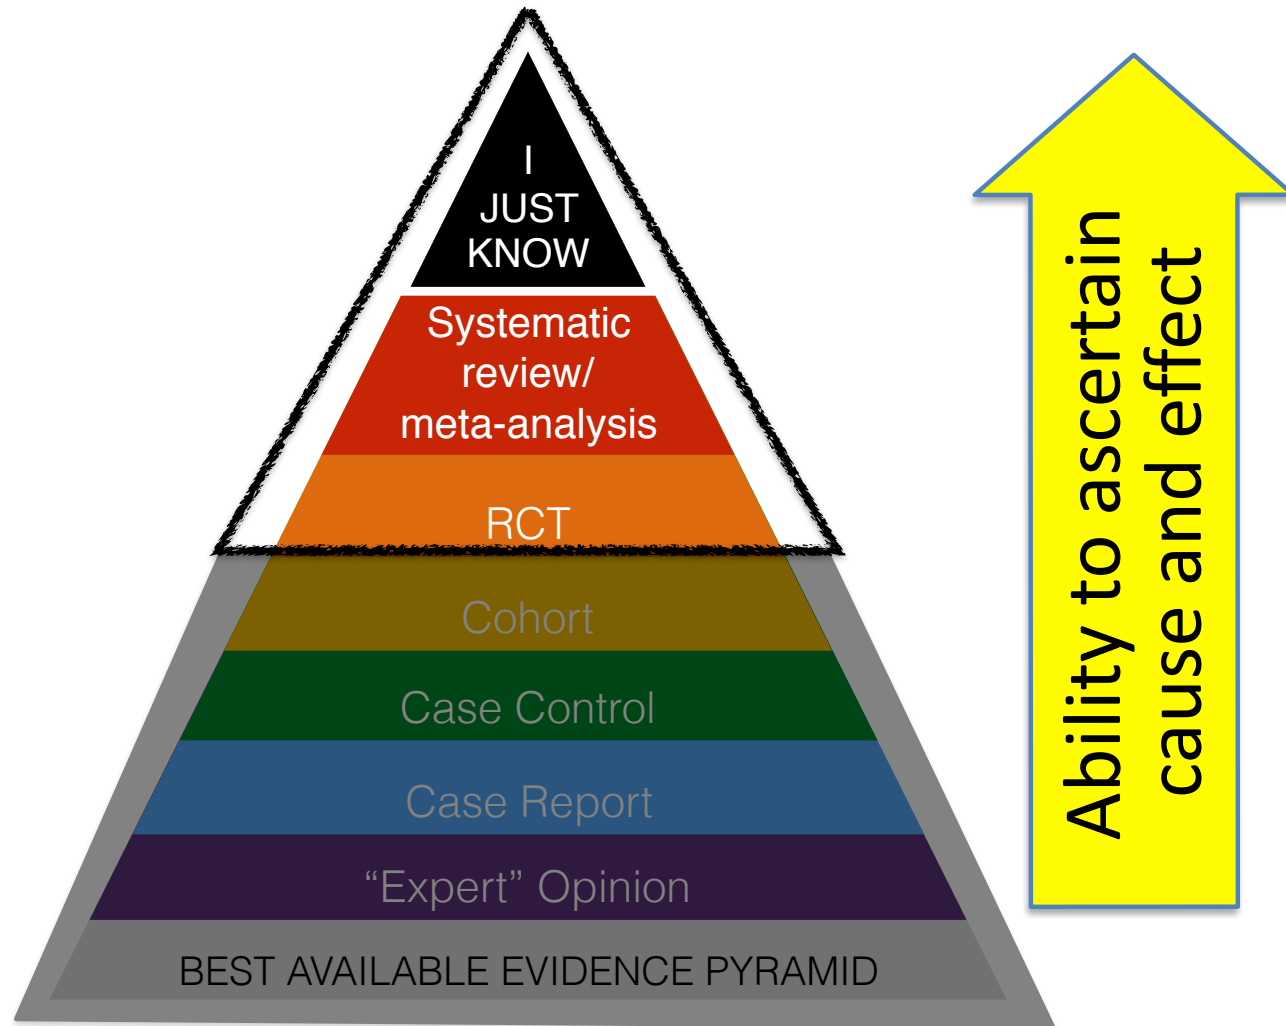 I
JUST
KNOW
Systematic
review/
meta-analysis
RCT
Cohort
Case Control
Case Report
“Expert” Opinion
BEST AVAILABLE EVIDENCE PYRAMID
Ability to ascertain
cause and effect